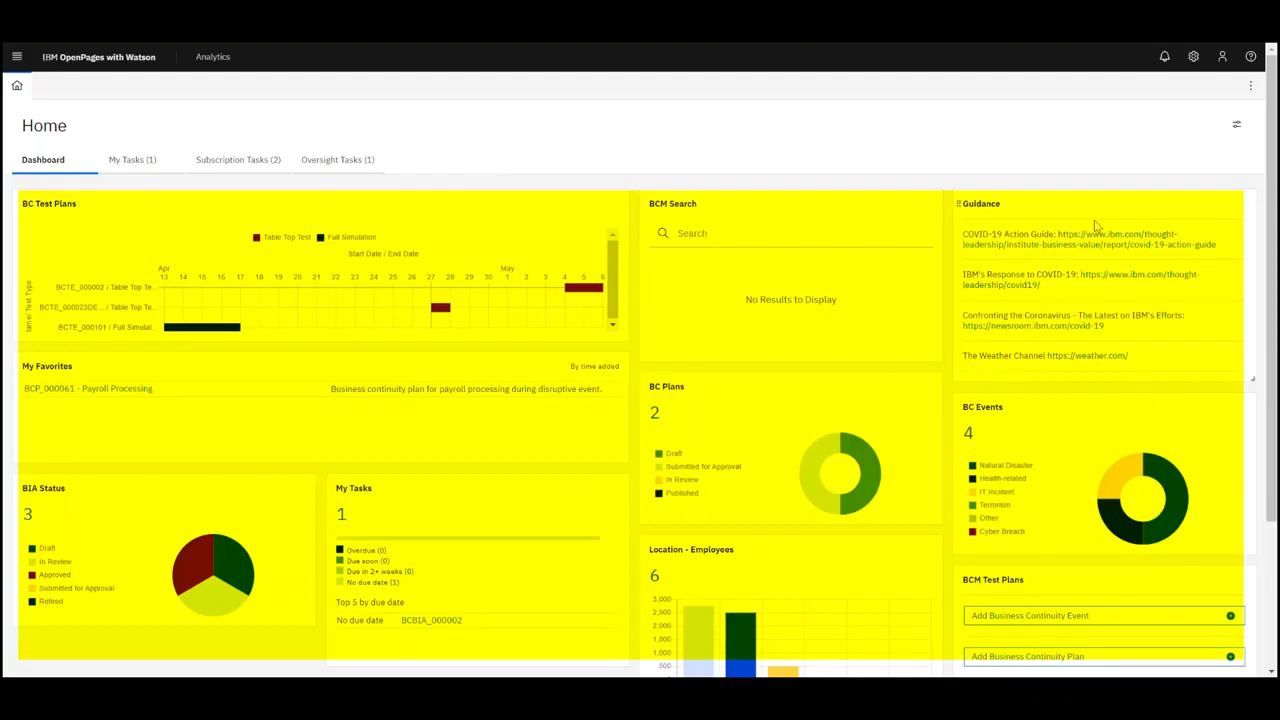 IBM OpenPages with Watson
Analytics
Home
Dashboard
My Tasks (1)
Subscription Tasks (2)
Oversight Tasks (1)
BC Test Plans
Table Top Test
Full Simulation
Start Date / End Date
Apr
May
13 14 15 16 17 18 19 20 21 22 23 24 25 26 27 28 29 30 1 2 3 4 5 6
BCTE_000002 / Table Top Te...
BCTE_000023DE... / Table Top Te...
BCTE_000101 / Full Simulat...
ame/Test Type
My Favorites
By time added
BCP_000061 - Payroll Processing
Business continuity plan for payroll processing during disruptive event.
BIA Status
3
Draft
In Review
Approved
Submitted for Approval
Retired
My Tasks
1
Overdue (0)
Due soon (0)
Due in 2+ weeks (0)
No due date (1)
Top 5 by due date
No due date BCBIA_000002
BCM Search
Search
No Results to Display
BC Plans
2
Draft
Submitted for Approval
In Review
Published
Location - Employees
6
3,000
2,500
2,000
1,500
1,000
500
Guidance
COVID-19 Action Guide: https://www.ibm.com/thought-
leadership/institute-business-value/report/covid-19-action-guide
IBM's Response to COVID-19: https://www.ibm.com/thought-
leadership/covid19/
Confronting the Coronavirus - The Latest on IBM's Efforts:
https://newsroom.ibm.com/covid-19
The Weather Channel https://weather.com/
BC Events
4
Natural Disaster
Health-related
IT Incident
Terrorism
Other
Cyber Breach
BCM Test Plans
Add Business Continuity Event
Add Business Continuity Plan